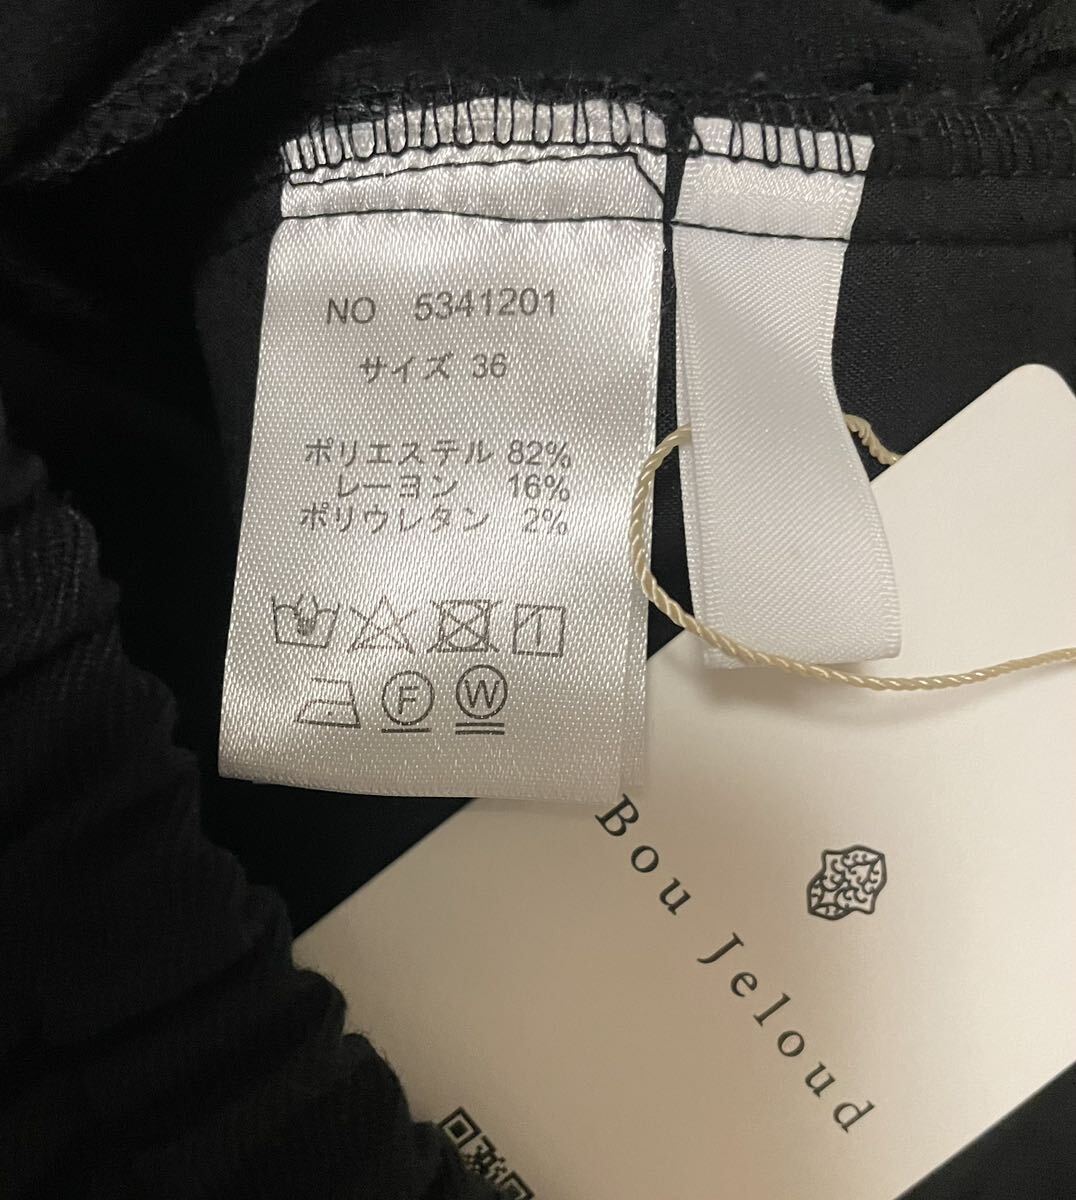 NO 5341201
サイズ 36
ポリエステル 82%
レーヨン 16%
ポリウレタン 2%
F W
Bou Jeloud